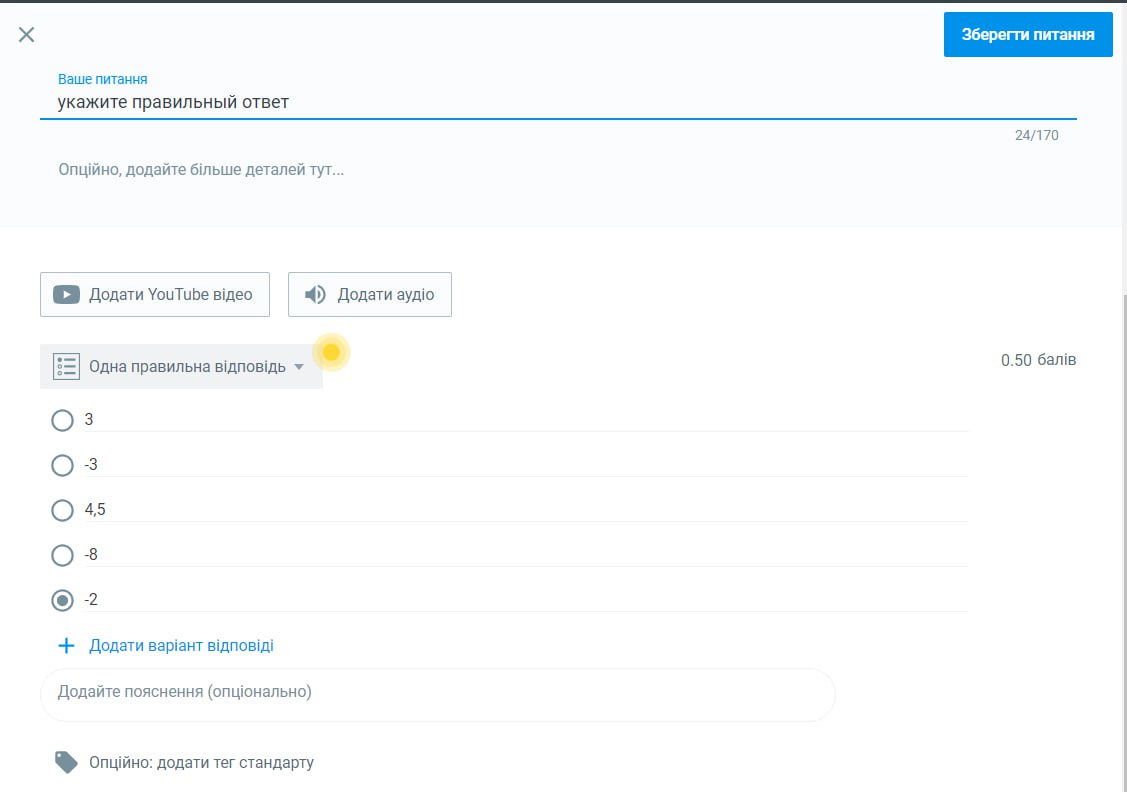 Зберегти питання
Ваше питання
укажите правильный ответ
24/170
Опційно, додайте більше деталей тут...
Додати YouTube відео
Додати аудіо
Одна правильна відповідь
0.50 балів
3
-3
4,5
-8
-2
Додати варіант відповіді
Додайте пояснення (опціонально)
Опційно: додати тег стандарту